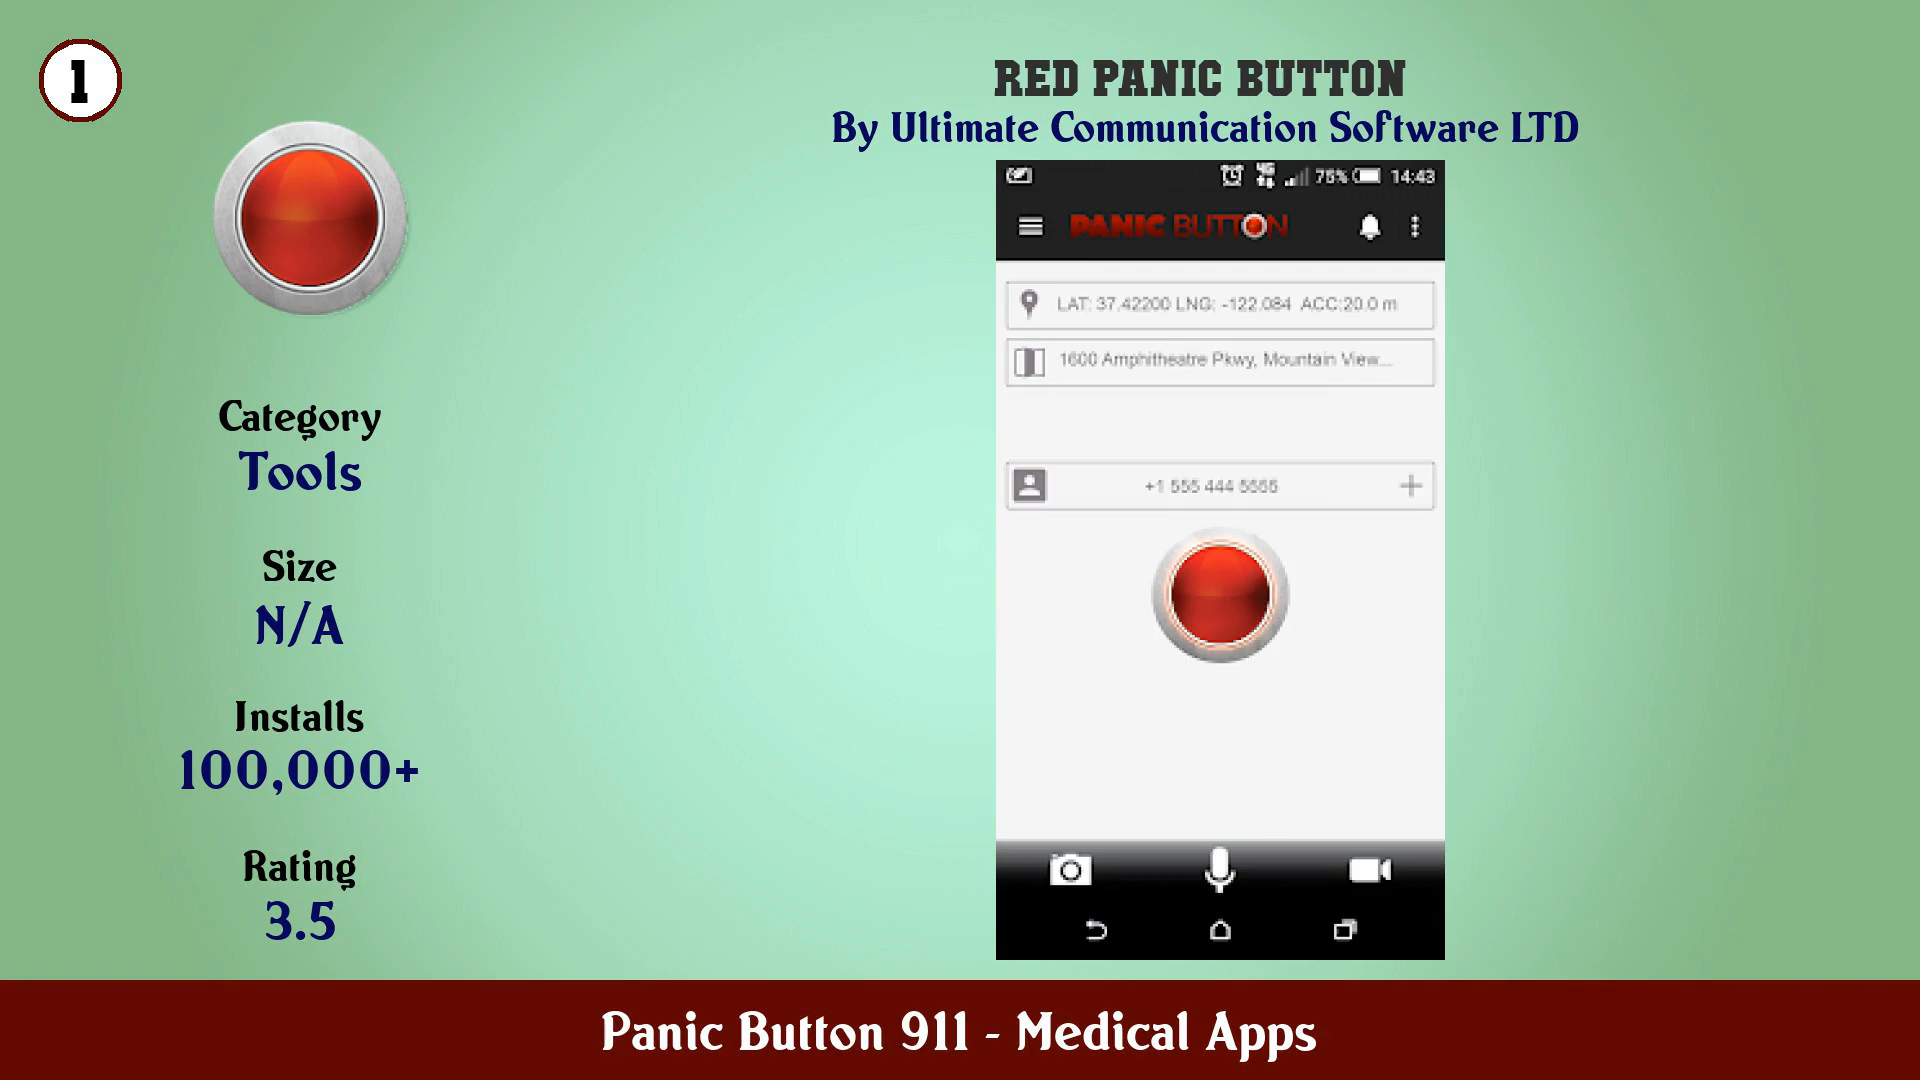 1
RED PANIC BUTTON
By Ultimate Communication Software LTD
Category
Tools
Size
N/A
Installs
100,000+
Rating
3.5
75% 14:43
PANIC BUTTON
LAT: 37.42200 LNG: -122.084 ACC:20.0 m
1600 Amphitheatre Pkwy, Mountain View...
+1 555 444 5555
Panic Button 911 - Medical Apps